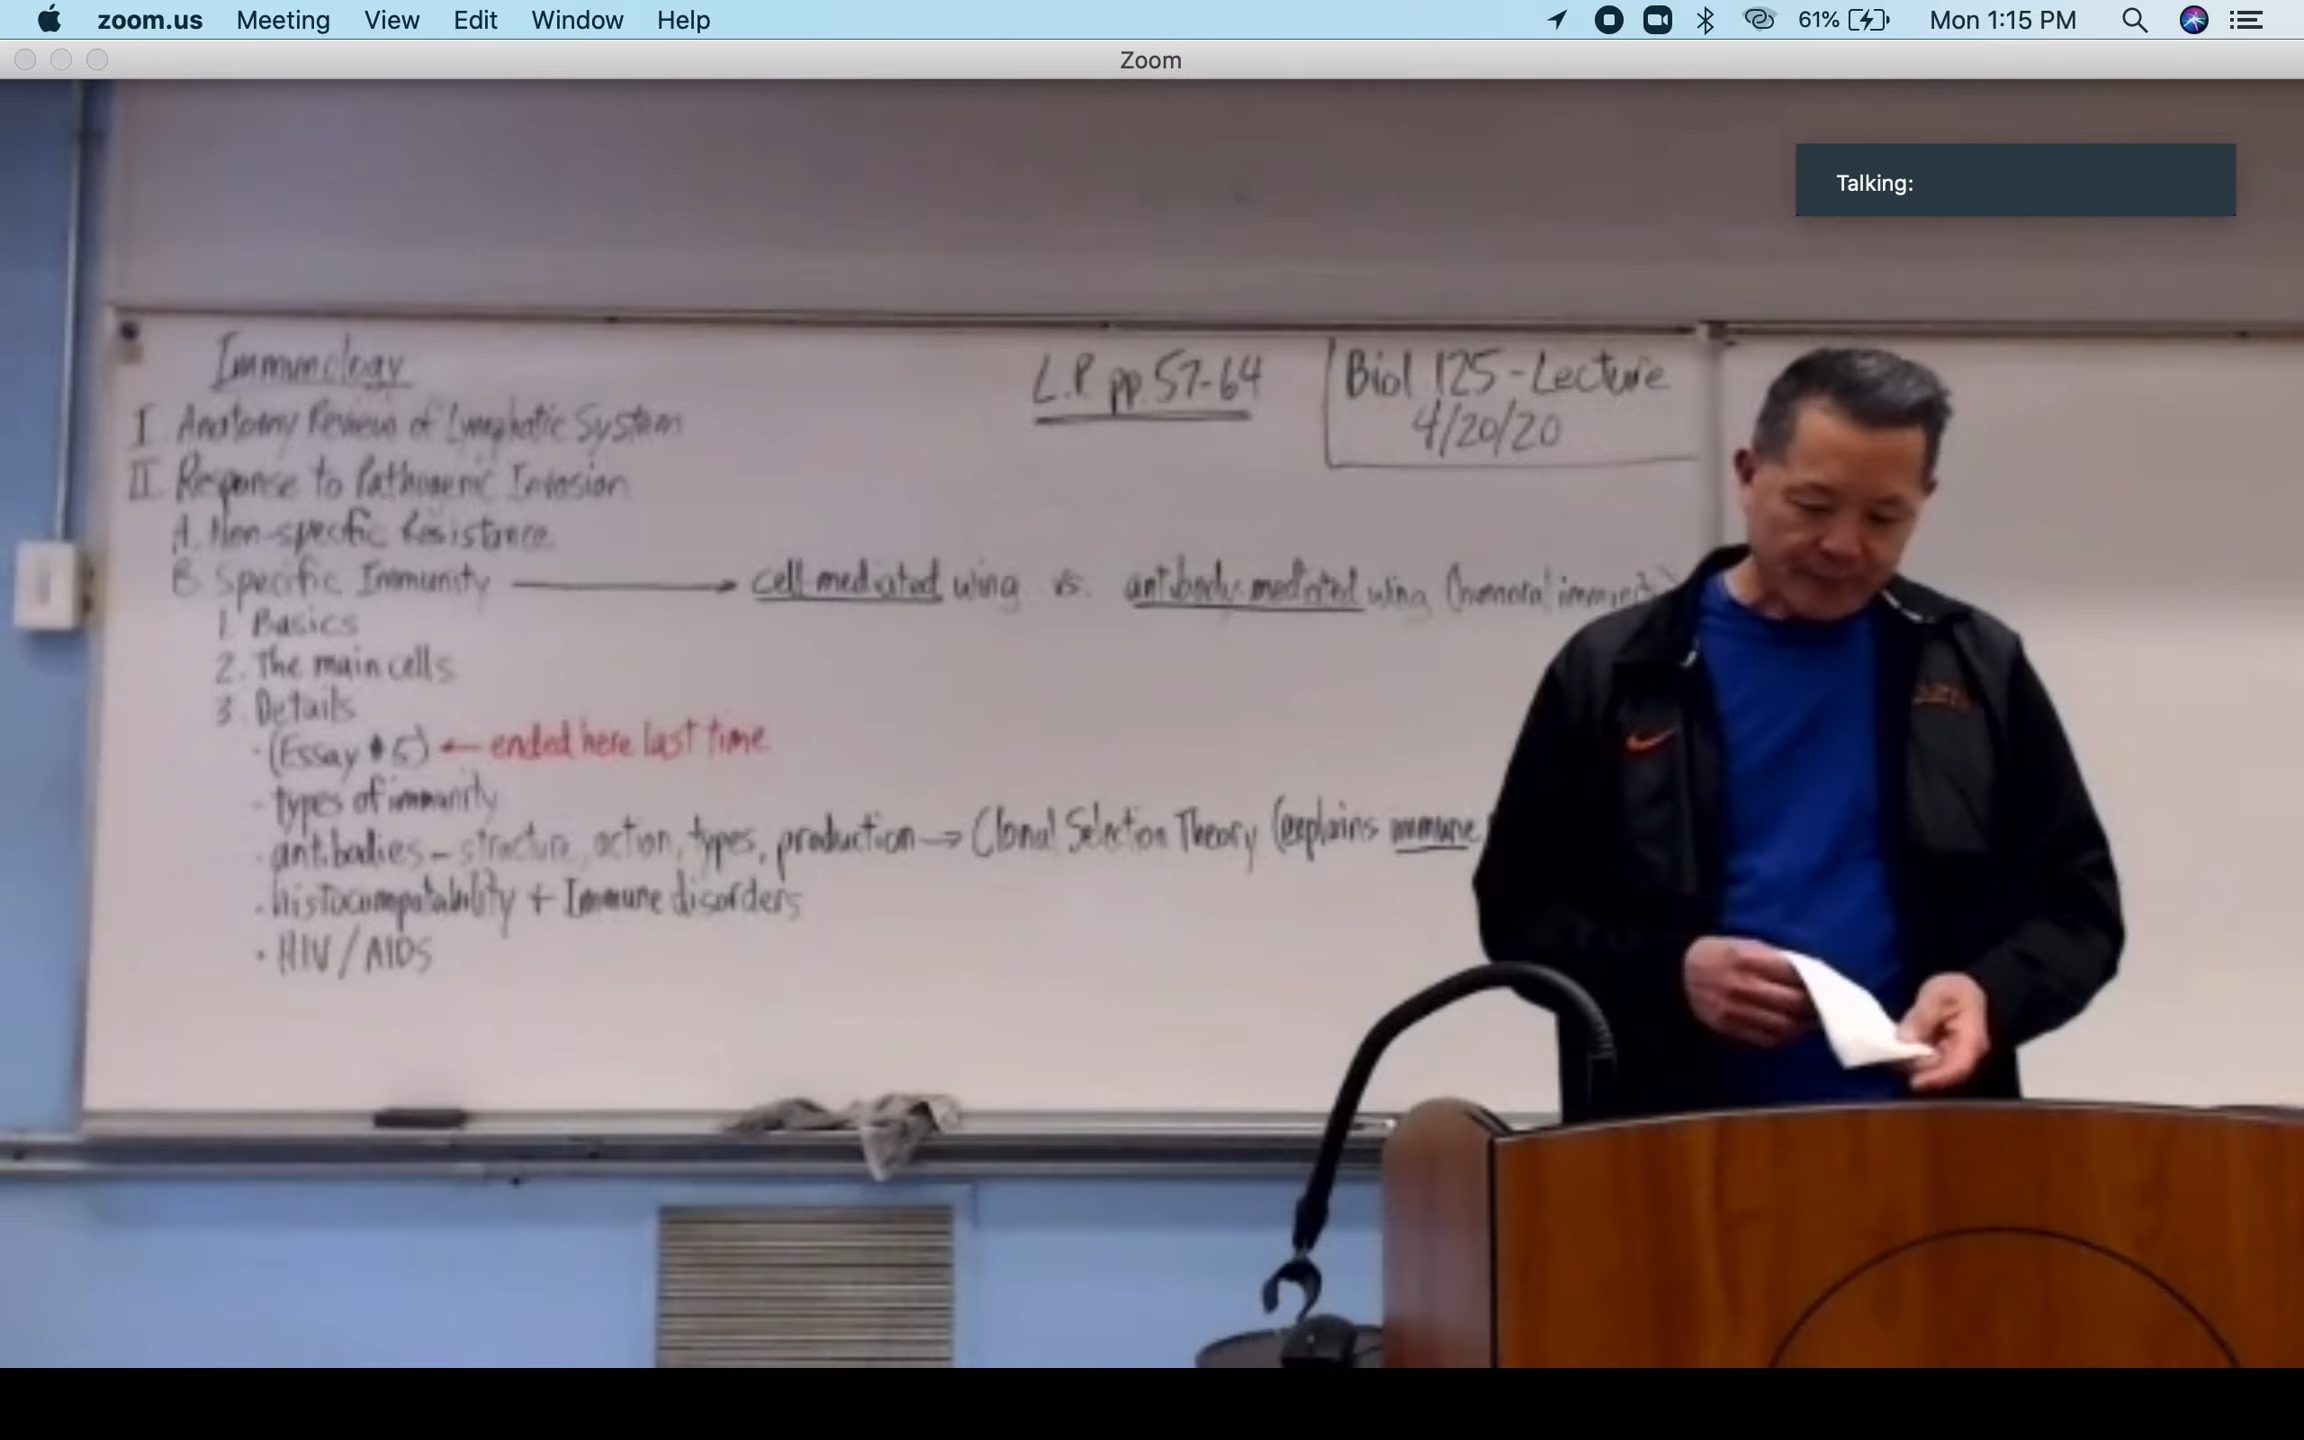 zoom.us Meeting View Edit Window Help 61% Mon 1:15 PM
Zoom
Talking:
Immunology
L.P. pp. 57-64
Biol 125 - Lecture
4/20/20
I. Anatomy Review of Lymphatic System
II. Response to Pathogenic Invasion
A. Non-specific Resistance
B. Specific Immunity → cell-mediated wing vs. antibody-mediated wing (humoral
1. Basics
2. The main cells
3. Details
· (Essay # 5) ← ended here last time
· types of immunity
· antibodies - structure, action, types, production → Clonal Selection Theory (explains immune
· histocompatability + Immune disorders
· HIV / AIDS